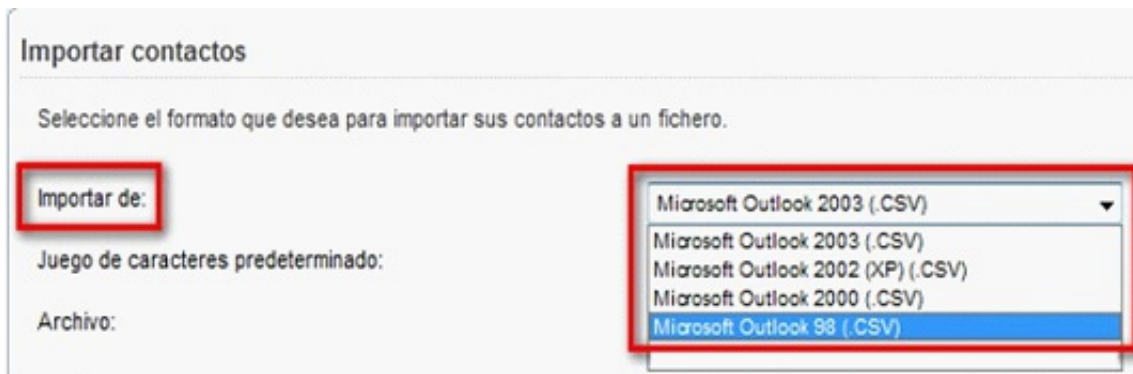 Importar contactos
Seleccione el formato que desea para importar sus contactos a un fichero.
Importar de:
Microsoft Outlook 2003 (.CSV)
Microsoft Outlook 2003 (.CSV)
Juego de caracteres predeterminado:
Microsoft Outlook 2002 (XP) (.CSV)
Microsoft Outlook 2000 (.CSV)
Archivo:
Microsoft Outlook 98 (.CSV)